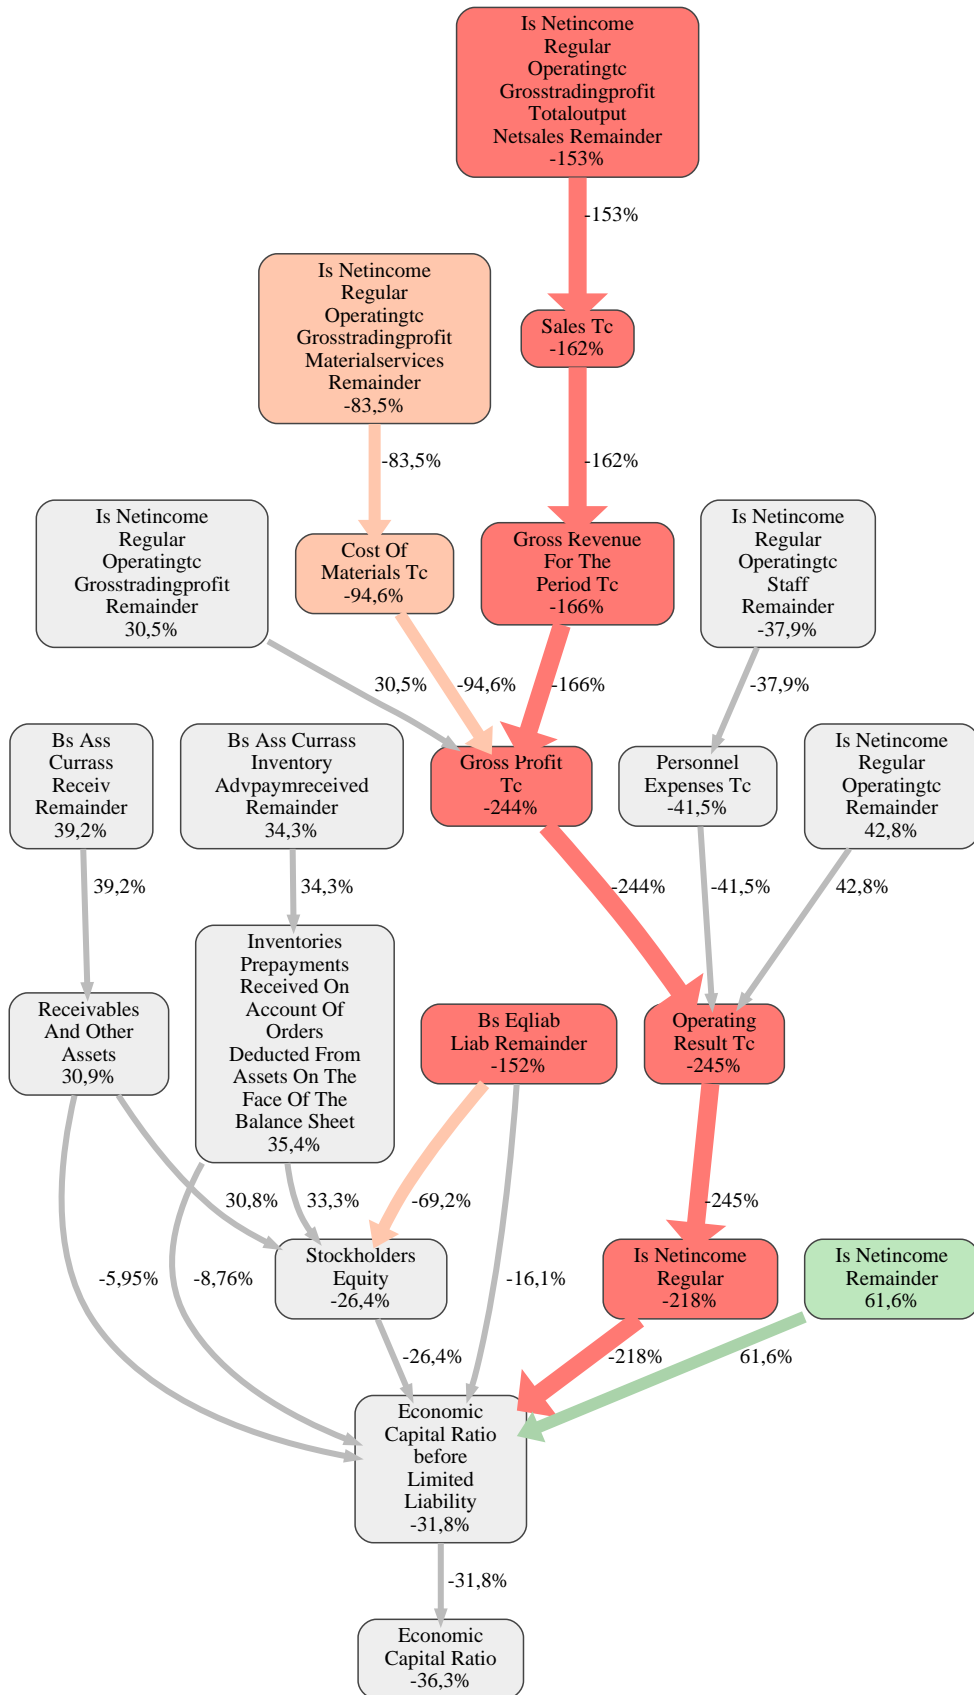 Is Netincome
Regular
Operatingtc
Grosstradingprofit
Totaloutput
Netsales Remainder
-153%
-153%
Is Netincome
Regular
Operatingtc
Grosstradingprofit
Materialservices
Remainder
-83,5%
Sales Tc
-162%
-83,5%
-162%
Is Netincome
Regular
Operatingtc
Grosstradingprofit
Remainder
30,5%
Cost Of
Materials Tc
-94,6%
Gross Revenue
For The
Period Tc
-166%
Is Netincome
Regular
Operatingtc
Staff
Remainder
-37,9%
30,5%
-94,6%
-166%
-37,9%
Bs Ass
Currass
Receiv
Remainder
39,2%
Bs Ass Currass
Inventory
Advpaymreceived
Remainder
34,3%
Gross Profit
Tc
-244%
Personnel
Expenses Tc
-41,5%
Is Netincome
Regular
Operatingtc
Remainder
42,8%
39,2%
34,3%
-244%
-41,5%
42,8%
Receivables
And Other
Assets
30,9%
Inventories
Prepayments
Received On
Account Of
Orders
Deducted From
Assets On The
Face Of The
Balance Sheet
35,4%
Bs Eqliab
Liab Remainder
-152%
Operating
Result Tc
-245%
30,8%
33,3%
-69,2%
-245%
-5,95%
-8,76%
Stockholders
Equity
-26,4%
-16,1%
Is Netincome
Regular
-218%
Is Netincome
Remainder
61,6%
-26,4%
-218%
61,6%
Economic
Capital Ratio
before
Limited
Liability
-31,8%
-31,8%
Economic
Capital Ratio
-36,3%